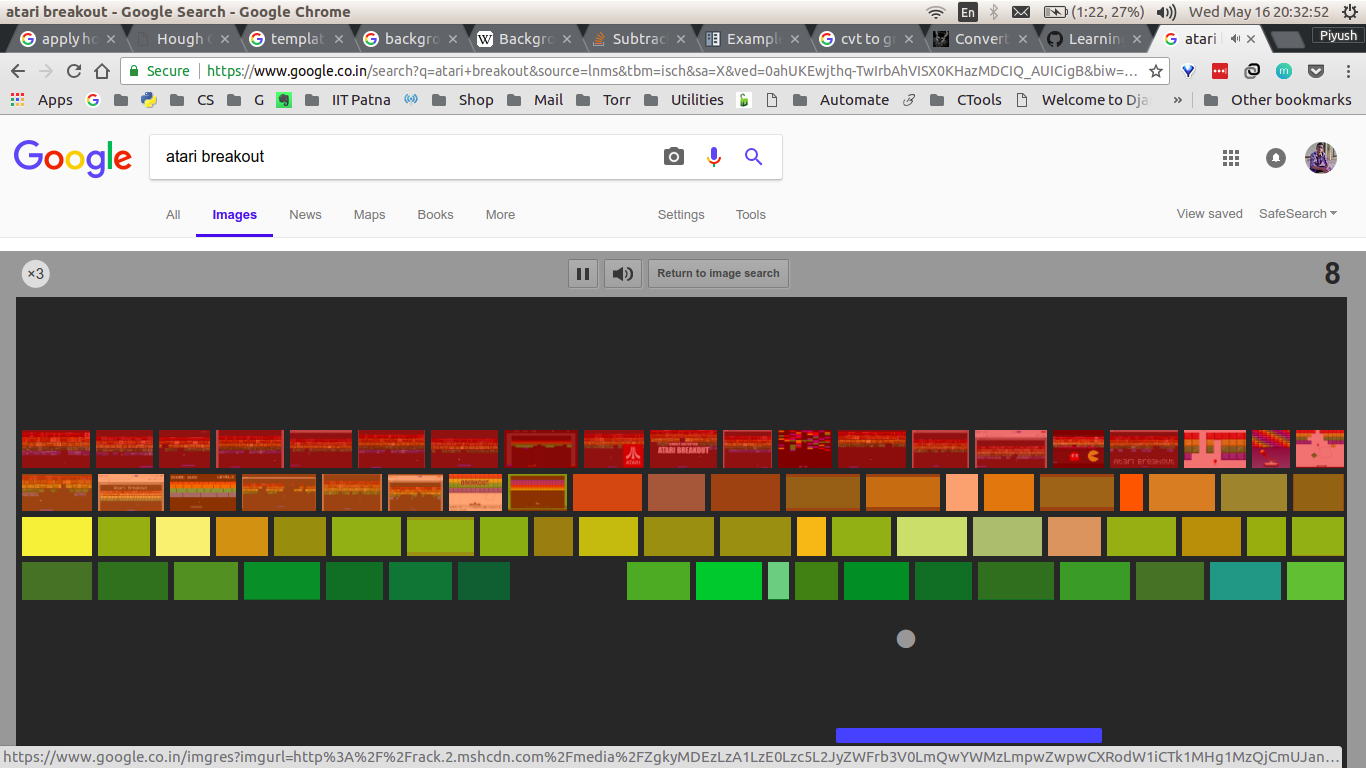 atari breakout - Google Search - Google Chrome
En (1:22, 27%) Wed May 16 20:32:52
apply ho Hough templat backgro Backgro Subtrac Example cvt to g Convert Learnin atari Piyush
Secure https://www.google.co.in/search?q=atari+breakout&source=lnms&tbm=isch&sa=X&ved=0ahUKEwjthq-TwIrbAhVISX0KHazMDCIQ_AUICigB&biw=...
Apps CS G IIT Patna Shop Mail Torr Utilities Automate CTools Welcome to Dja » Other bookmarks
Google atari breakout
All Images News Maps Books More Settings Tools View saved SafeSearch
×3 Return to image search 8
ATARI ATARI BREAKOUT Atari Breakout
Atari Breakout BREAKOUT
https://www.google.co.in/imgres?imgurl=http%3A%2F%2Frack.2.mshcdn.com%2Fmedia%2FZgkyMDEzLzA1LzE0Lzc5L2JyZWFrb3V0LmQwYWMzLmpwZwpwCXRodW1iCTk1MHg1MzQjCmUJan...